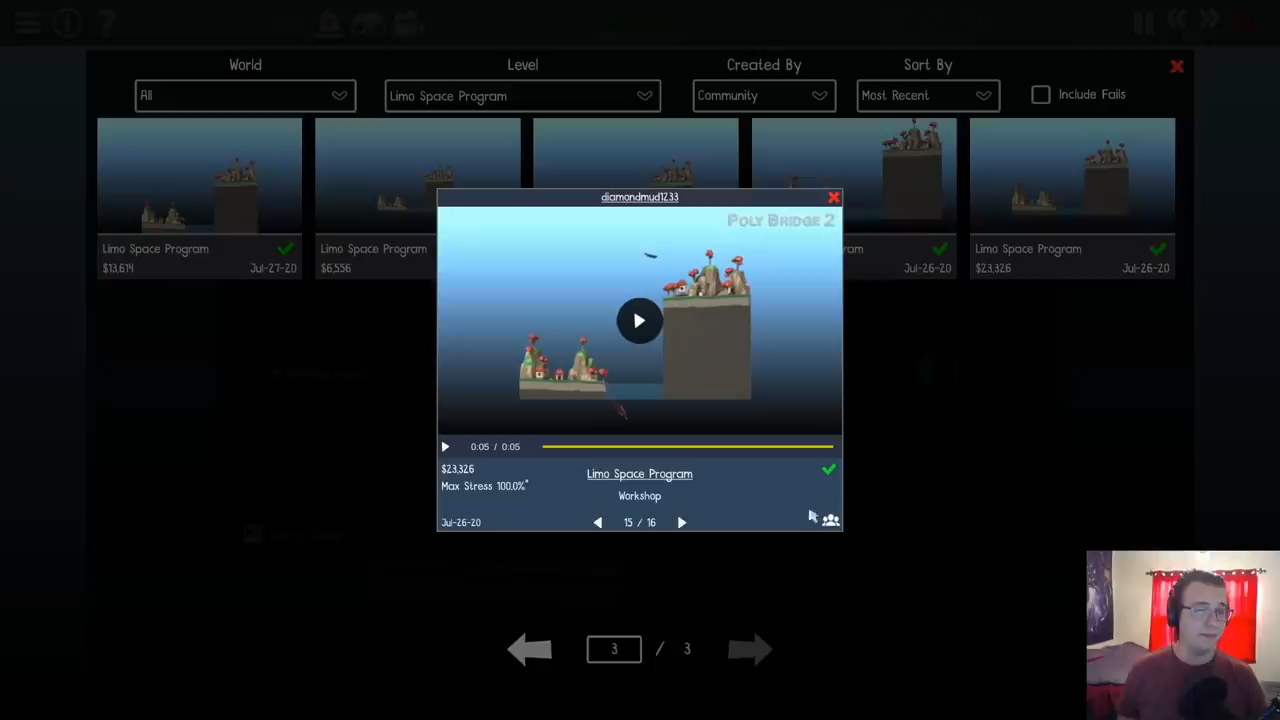 World
Level
Created By
Sort By
All
Limo Space Program
Community
Most Recent
Include Fails
diamondmud1233
POLY BRIDGE 2
Limo Space Program
$13,614
Jul-27-20
Limo Space Program
$6,556
ram
Jul-26-20
Limo Space Program
$23,326
Jul-26-20
0:05 / 0:05
$23,326
Limo Space Program
Max Stress 100.0%*
Workshop
Jul-26-20
15 / 16
3 / 3